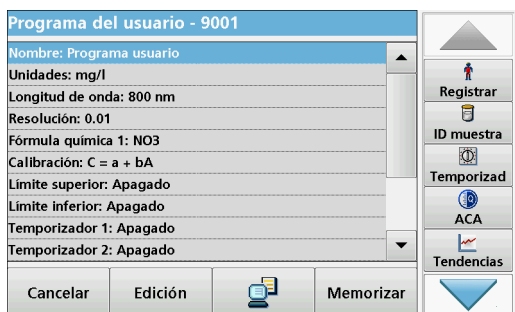 Programa del usuario - 9001
Nombre: Programa usuario
Unidades: mg/l
Longitud de onda: 800 nm
Resolución: 0.01
Fórmula química 1: NO3
Calibración: C = a + bA
Límite superior: Apagado
Límite inferior: Apagado
Temporizador 1: Apagado
Temporizador 2: Apagado
Cancelar
Edición
Memorizar
Registrar
ID muestra
Temporizad
ACA
Tendencias